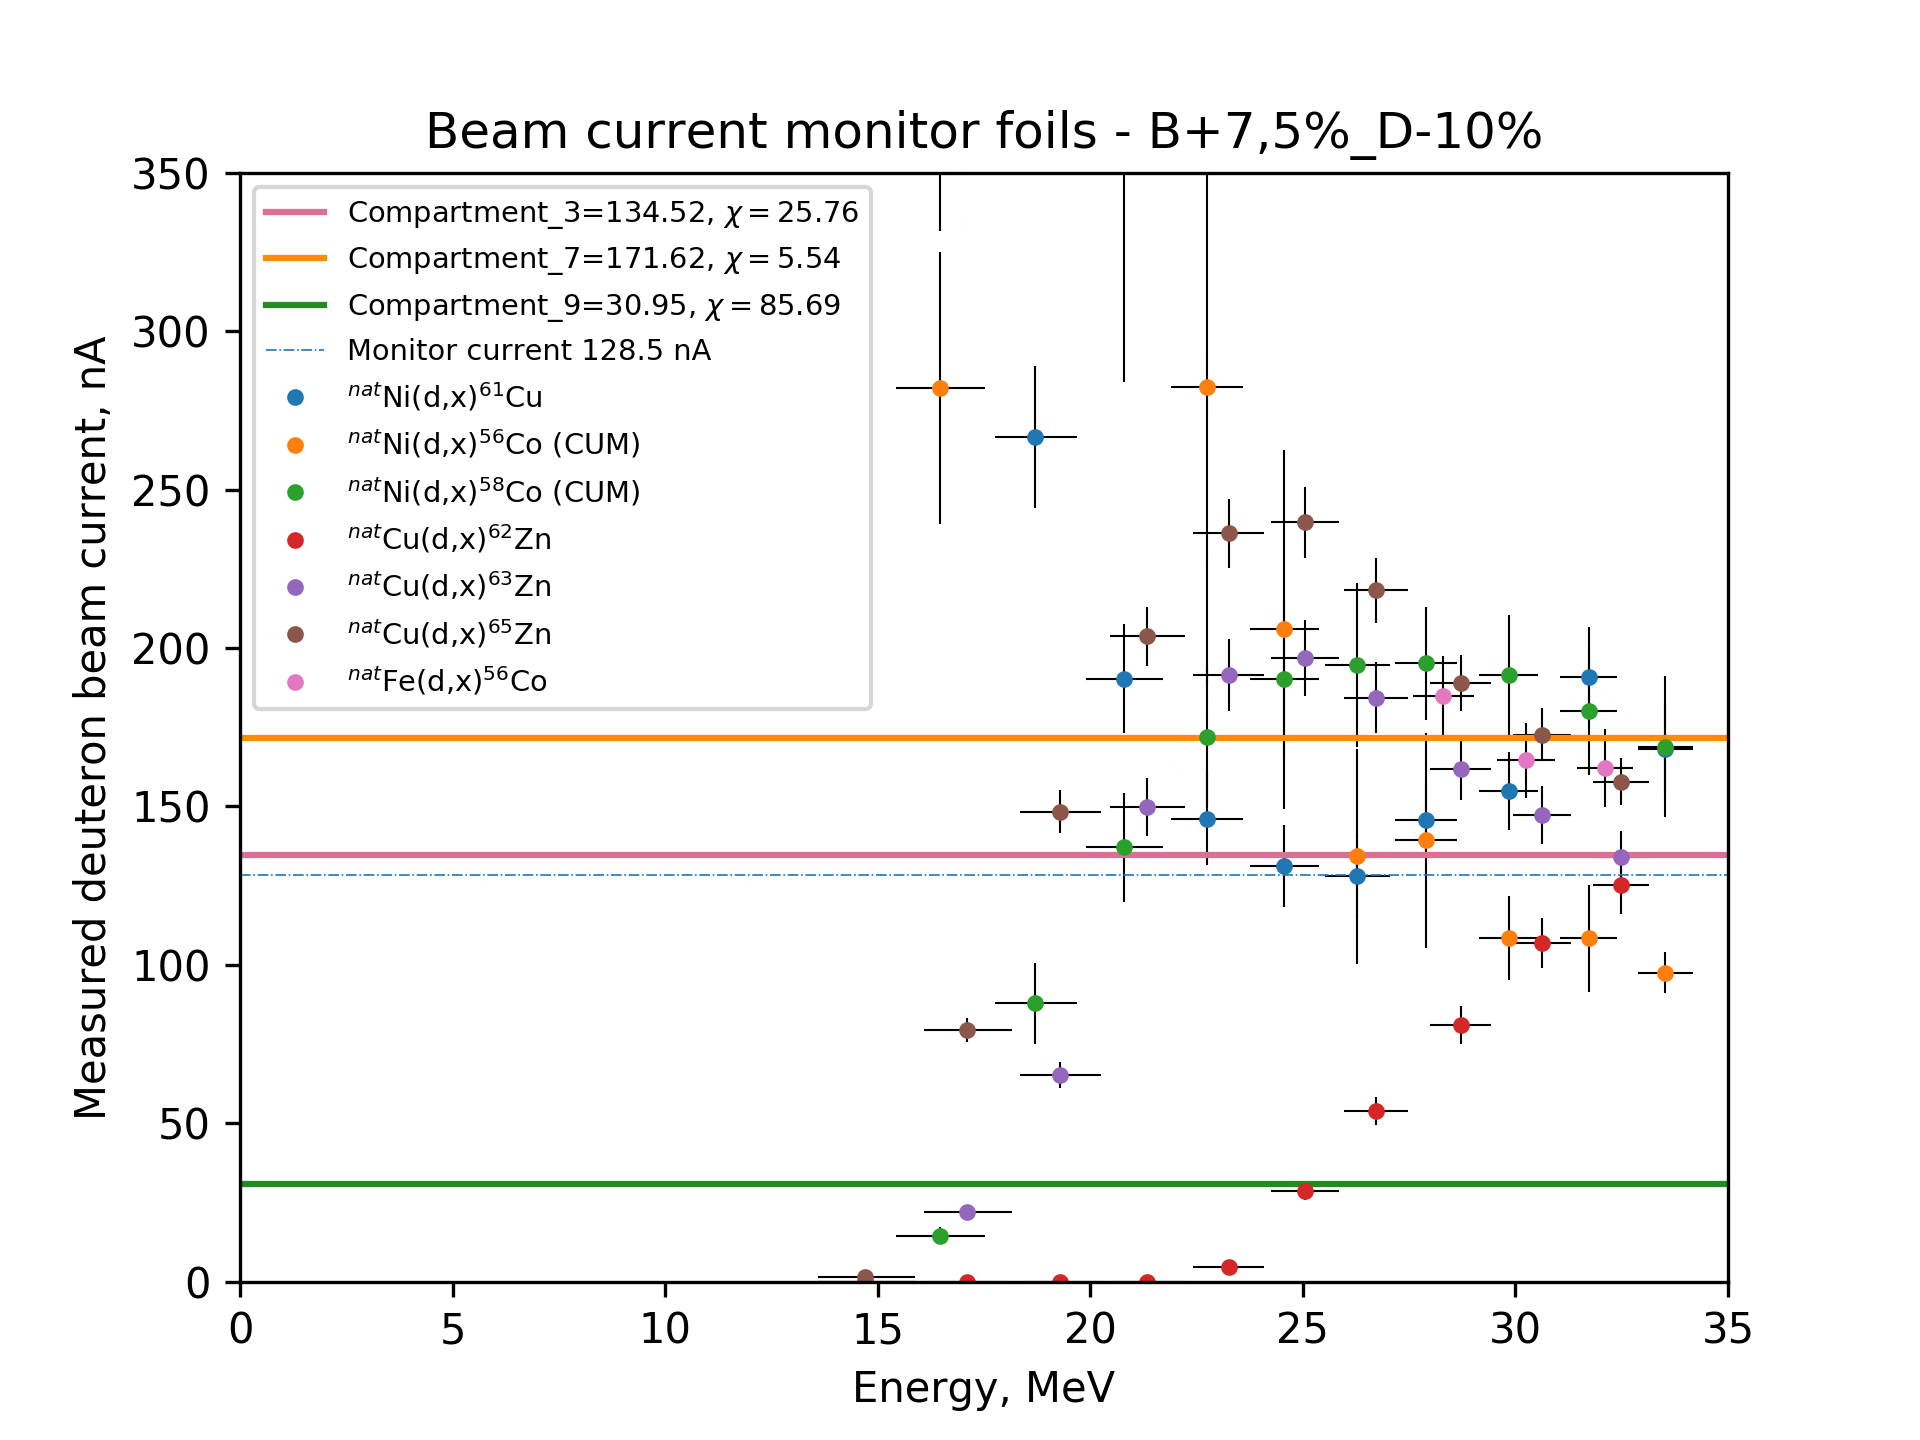 Beam current monitor foils - B+7,5%_D-10%
Compartment_3=134.52, χ = 25.76
Compartment_7=171.62, χ = 5.54
Compartment_9=30.95, χ = 85.69
Monitor current 128.5 nA
ⁿᵃᵗNi(d,x)⁶¹Cu
ⁿᵃᵗNi(d,x)⁵⁶Co (CUM)
ⁿᵃᵗNi(d,x)⁵⁸Co (CUM)
ⁿᵃᵗCu(d,x)⁶²Zn
ⁿᵃᵗCu(d,x)⁶³Zn
ⁿᵃᵗCu(d,x)⁶⁵Zn
ⁿᵃᵗFe(d,x)⁵⁶Co
Measured deuteron beam current, nA
350
300
250
200
150
100
50
0
0 5 10 15 20 25 30 35
Energy, MeV